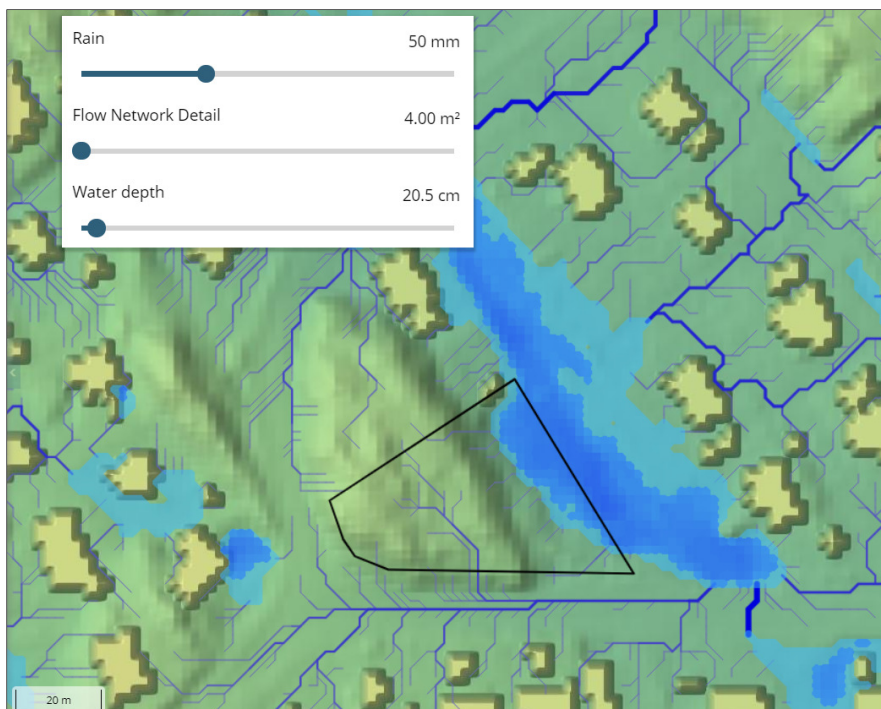 Rain
50 mm
Flow Network Detail
4.00 m²
Water depth
20.5 cm
20 m